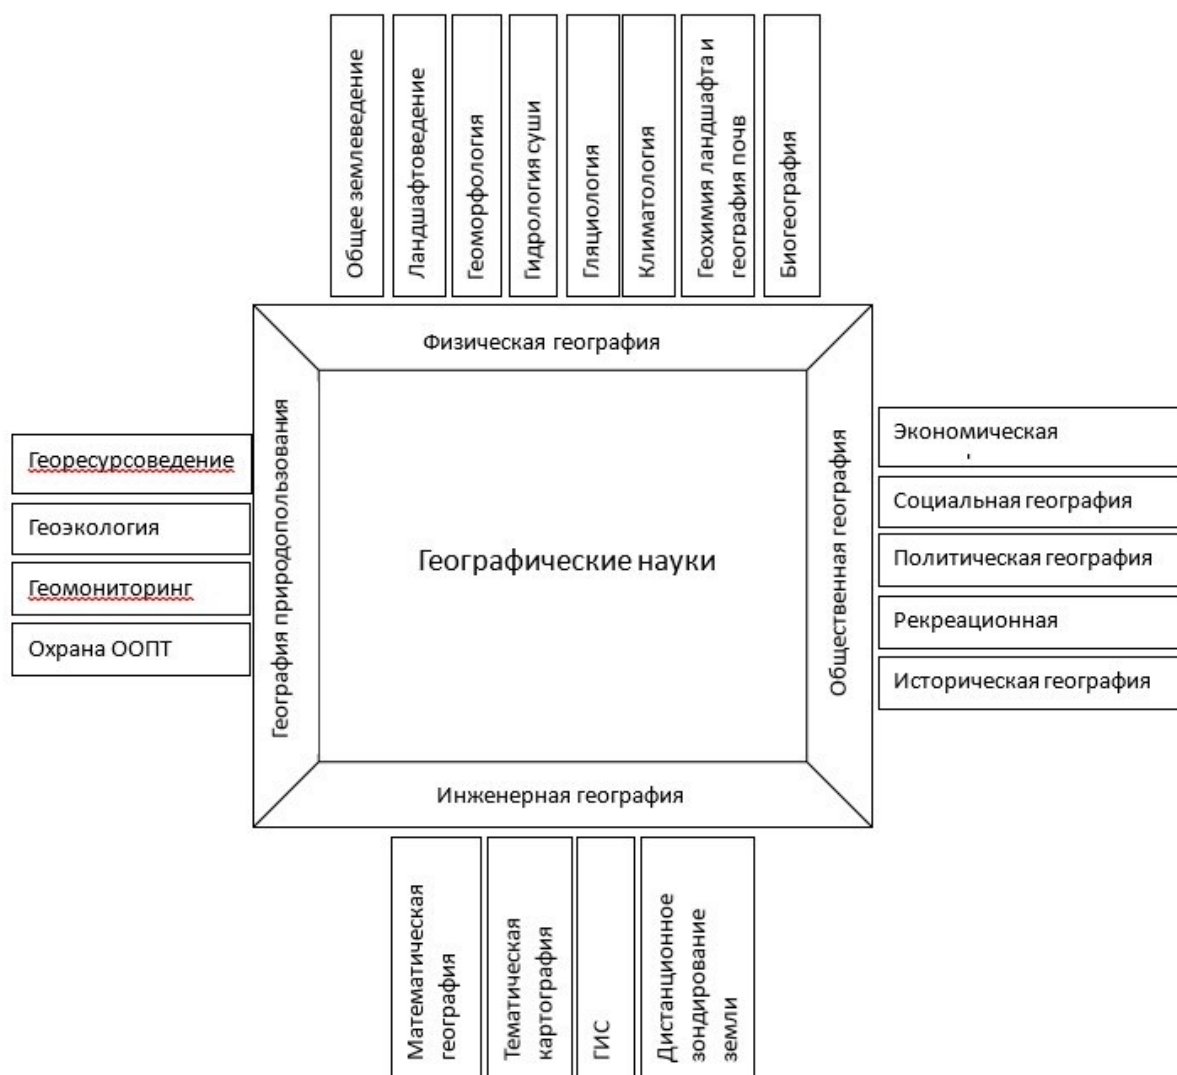 Общее землеведение
Ландшафтоведение
Геоморфология
Гидрология суши
Гляциология
Климатология
Геохимия ландшафта и
география почв
Биогеография
Физическая география
География природопользования
Георесурсоведение
Геоэкология
Геомониторинг
Охрана ООПТ
Географические науки
Общественная география
Экономическая
Социальная география
Политическая география
Рекреационная
Историческая география
Инженерная география
Математическая
география
Тематическая
картография
ГИС
Дистанционное
зондирование
земли